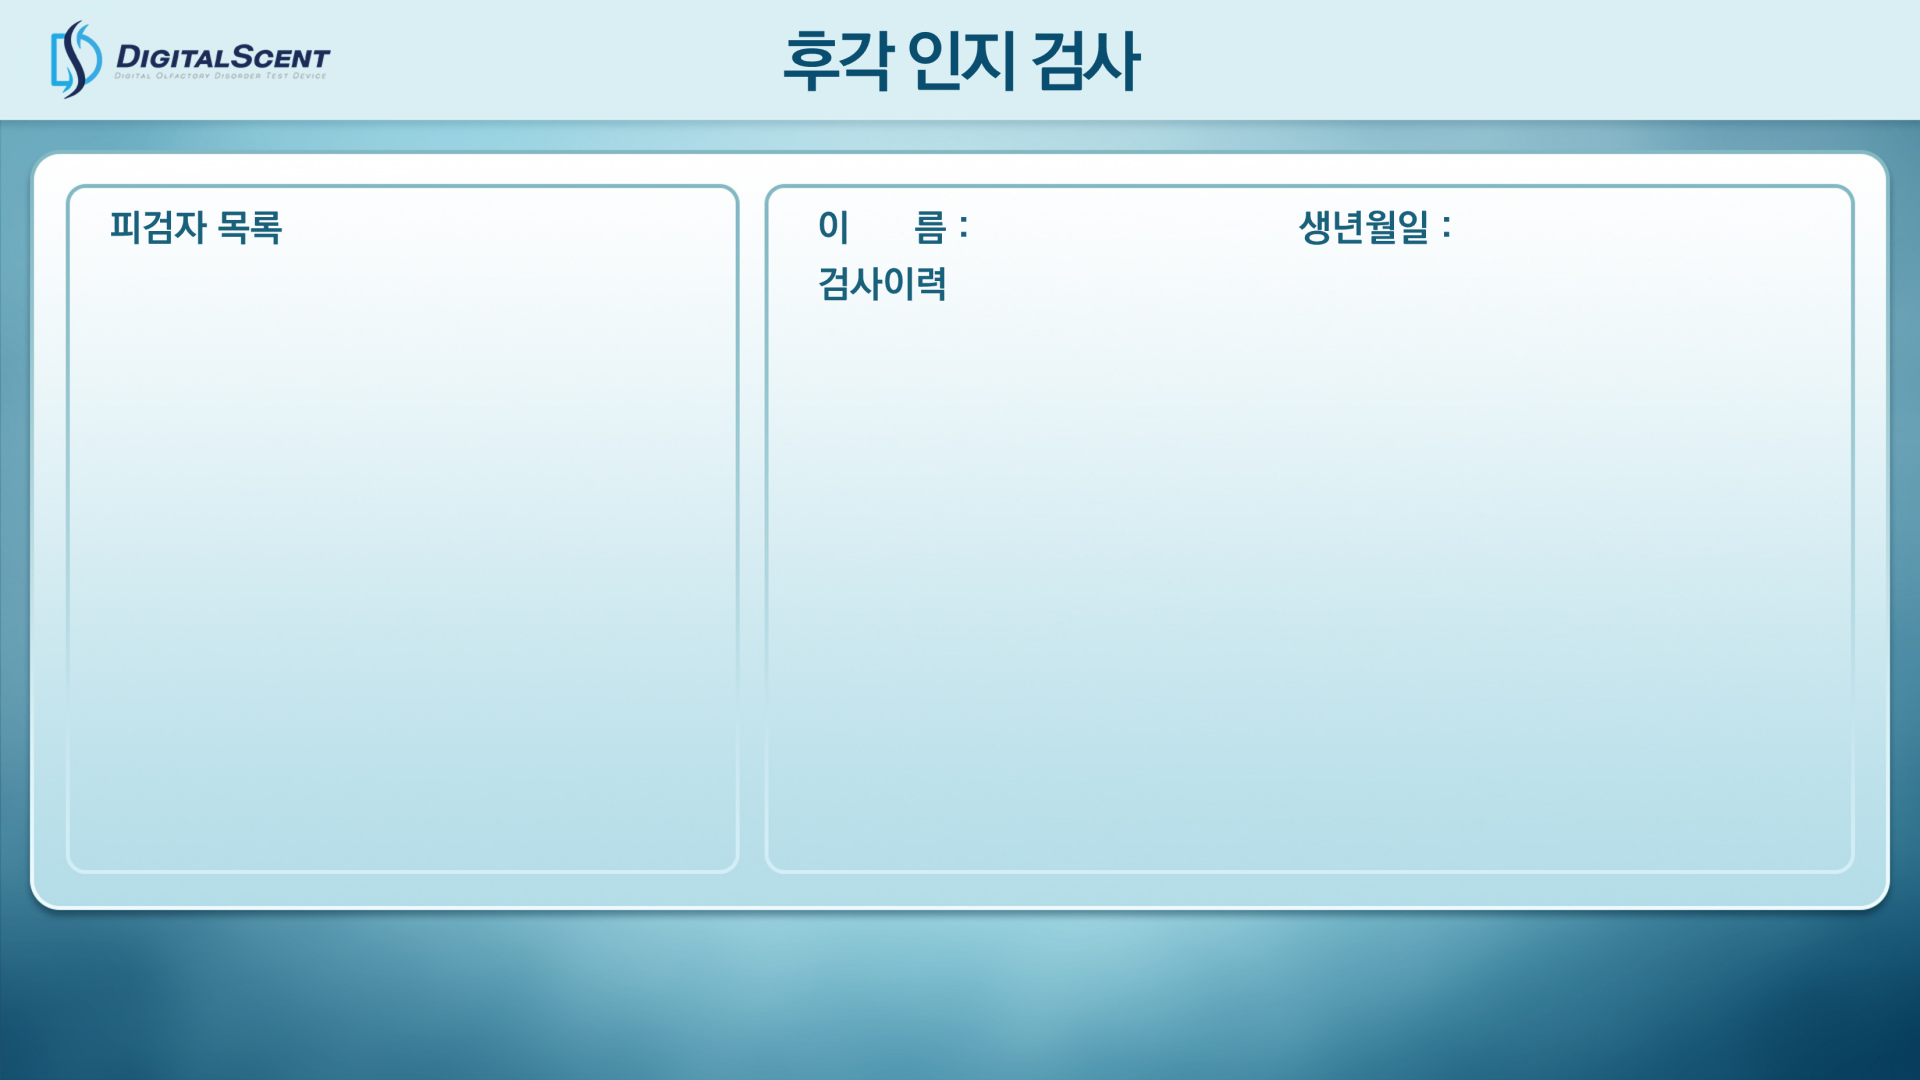 DIGITALSCENT
DIGITAL OLFACTORY DISORDER TEST DEVICE
후각 인지 검사
피검자 목록
이 름 :
생년월일 :
검사이력